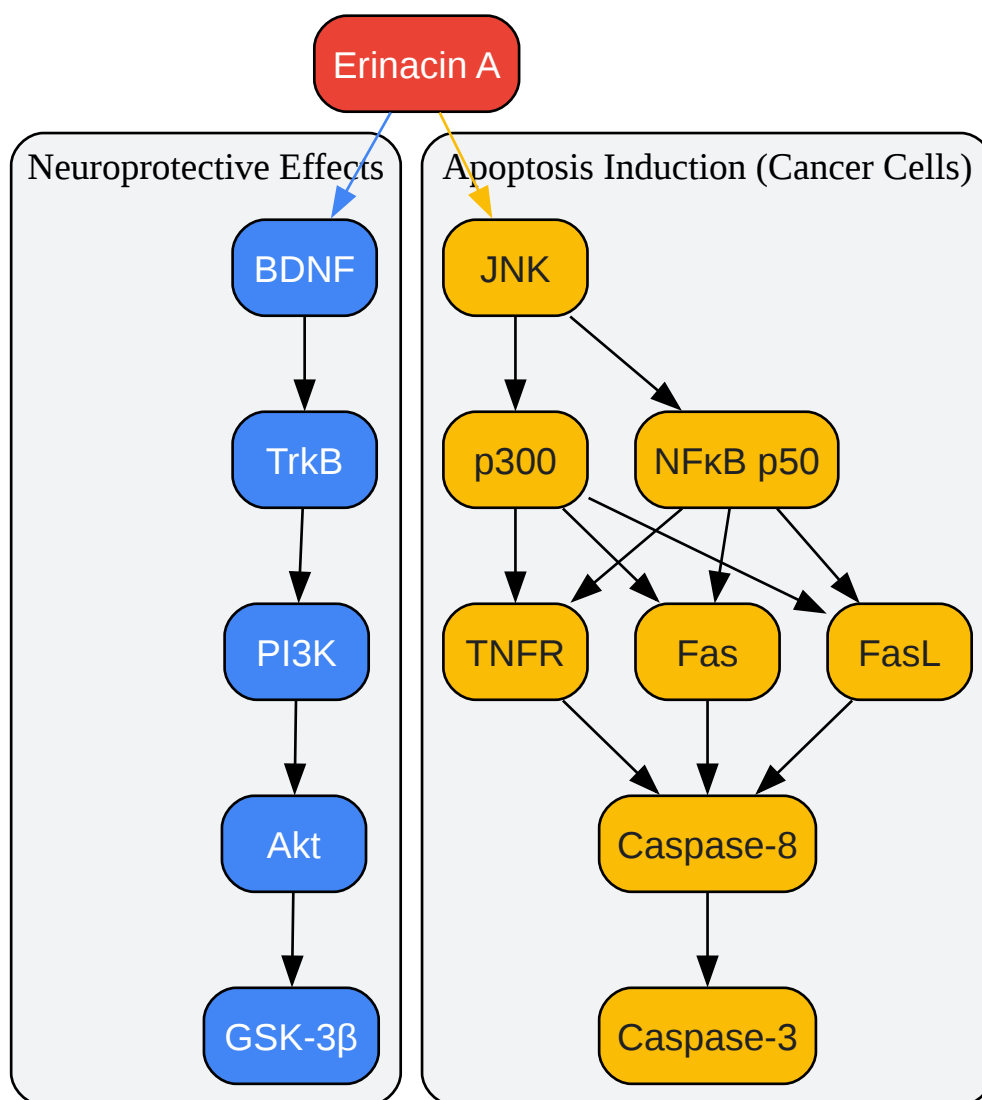 Erinacin A
Neuroprotective Effects
Apoptosis Induction (Cancer Cells)
BDNF
JNK
TrkB
p300
NFκB p50
PI3K
TNFR
Fas
FasL
Akt
Caspase-8
GSK-3β
Caspase-3